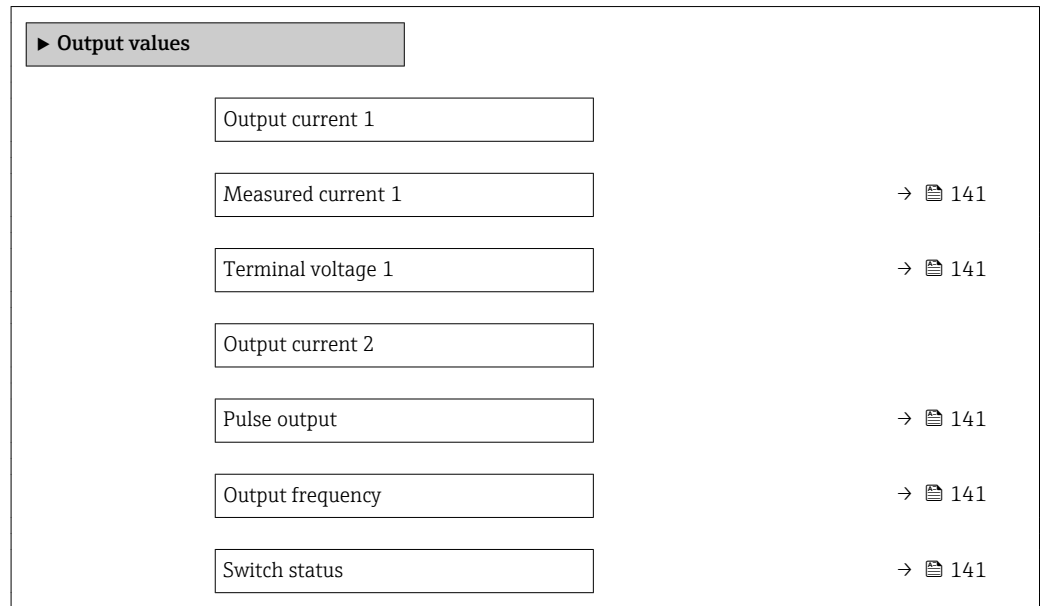 ▶ Output values
Output current 1
Measured current 1 → 🖹 141
Terminal voltage 1 → 🖹 141
Output current 2
Pulse output → 🖹 141
Output frequency → 🖹 141
Switch status → 🖹 141